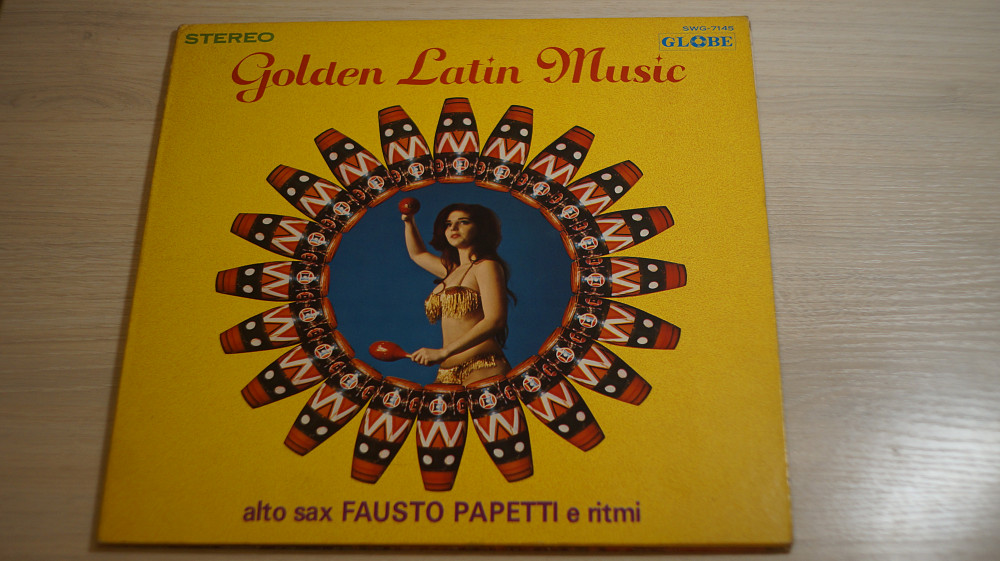 STEREO
SWG-7145
GLOBE
Golden Latin Music
alto sax FAUSTO PAPETTI e ritmi